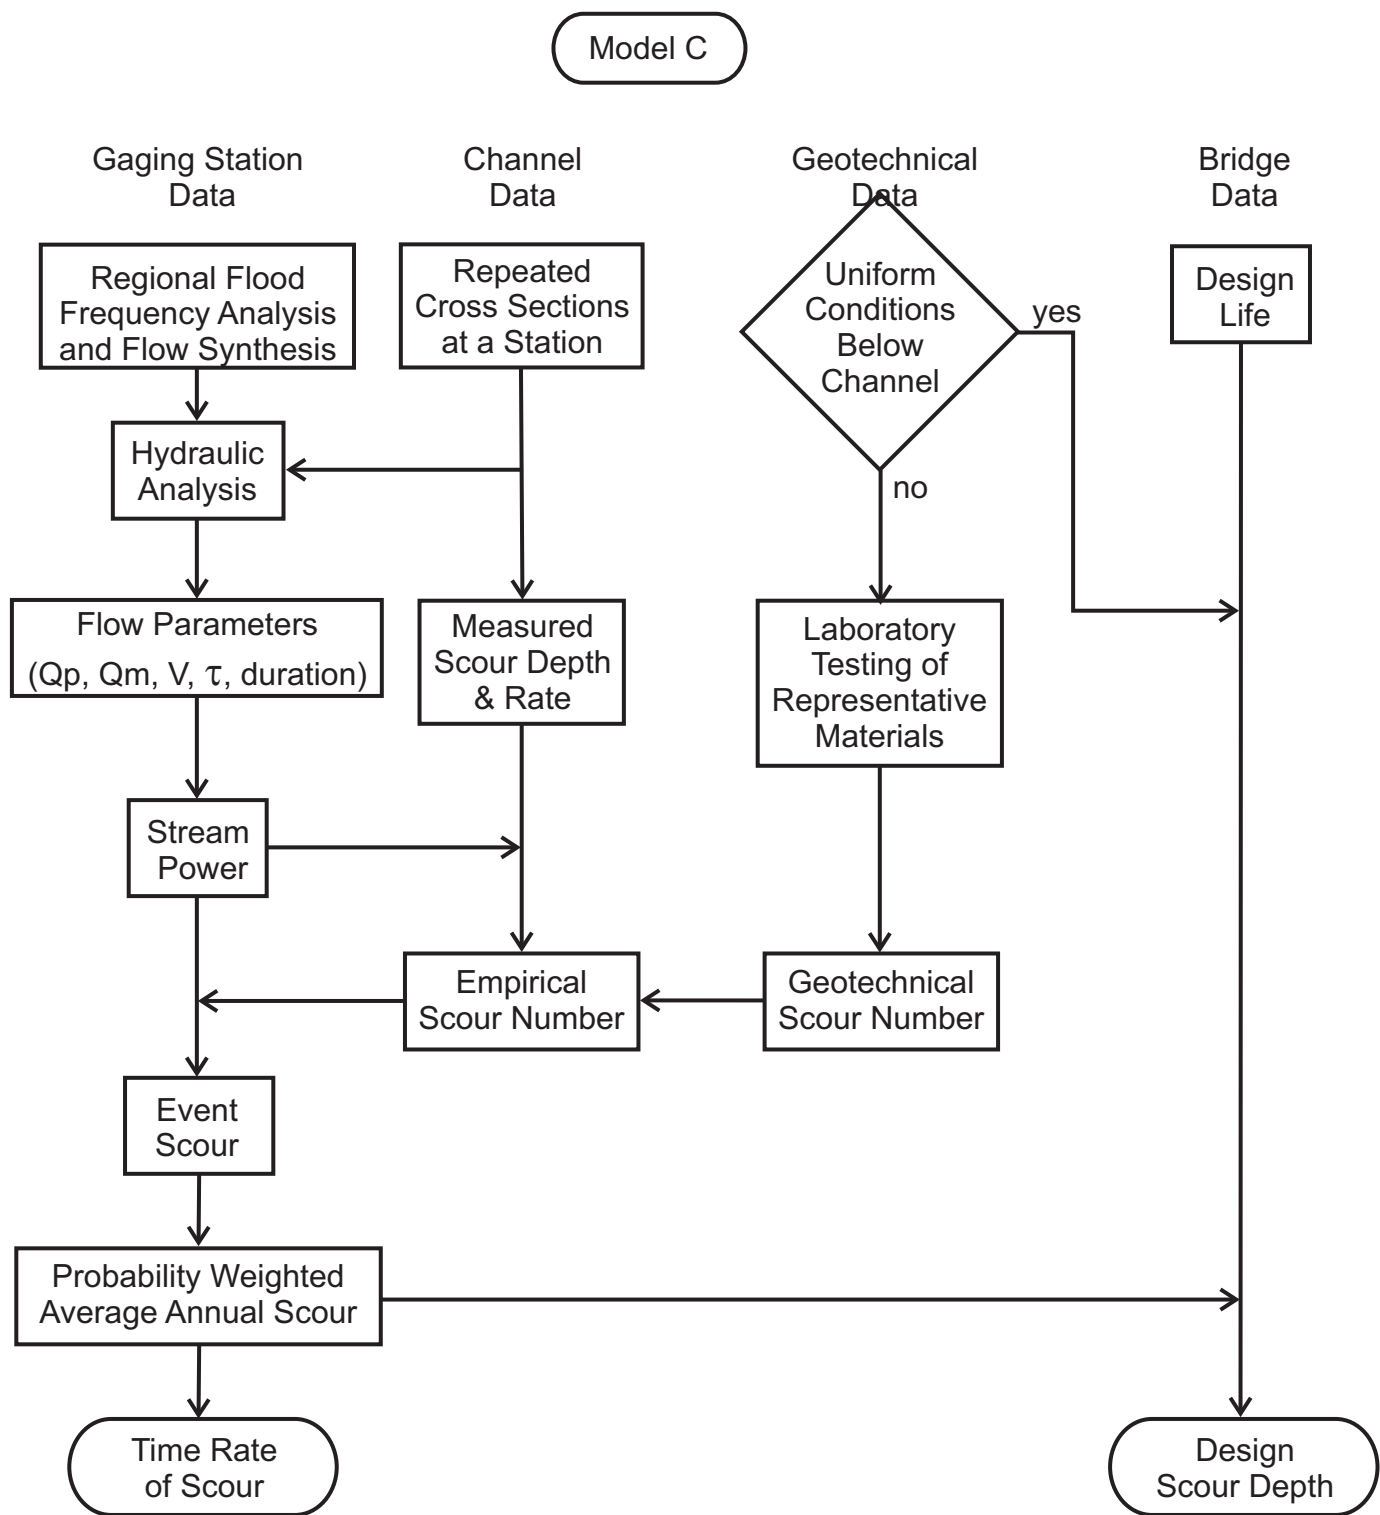 Model C
Gaging Station
Data
Channel
Data
Geotechnical
Data
Bridge
Data
Regional Flood
Frequency Analysis
and Flow Synthesis
Repeated
Cross Sections
at a Station
Uniform
Conditions
Below
Channel
yes
Design
Life
Hydraulic
Analysis
no
Flow Parameters
(Qp, Qm, V, τ, duration)
Measured
Scour Depth
& Rate
Laboratory
Testing of
Representative
Materials
Stream
Power
Empirical
Scour Number
Geotechnical
Scour Number
Event
Scour
Probability Weighted
Average Annual Scour
Time Rate
of Scour
Design
Scour Depth